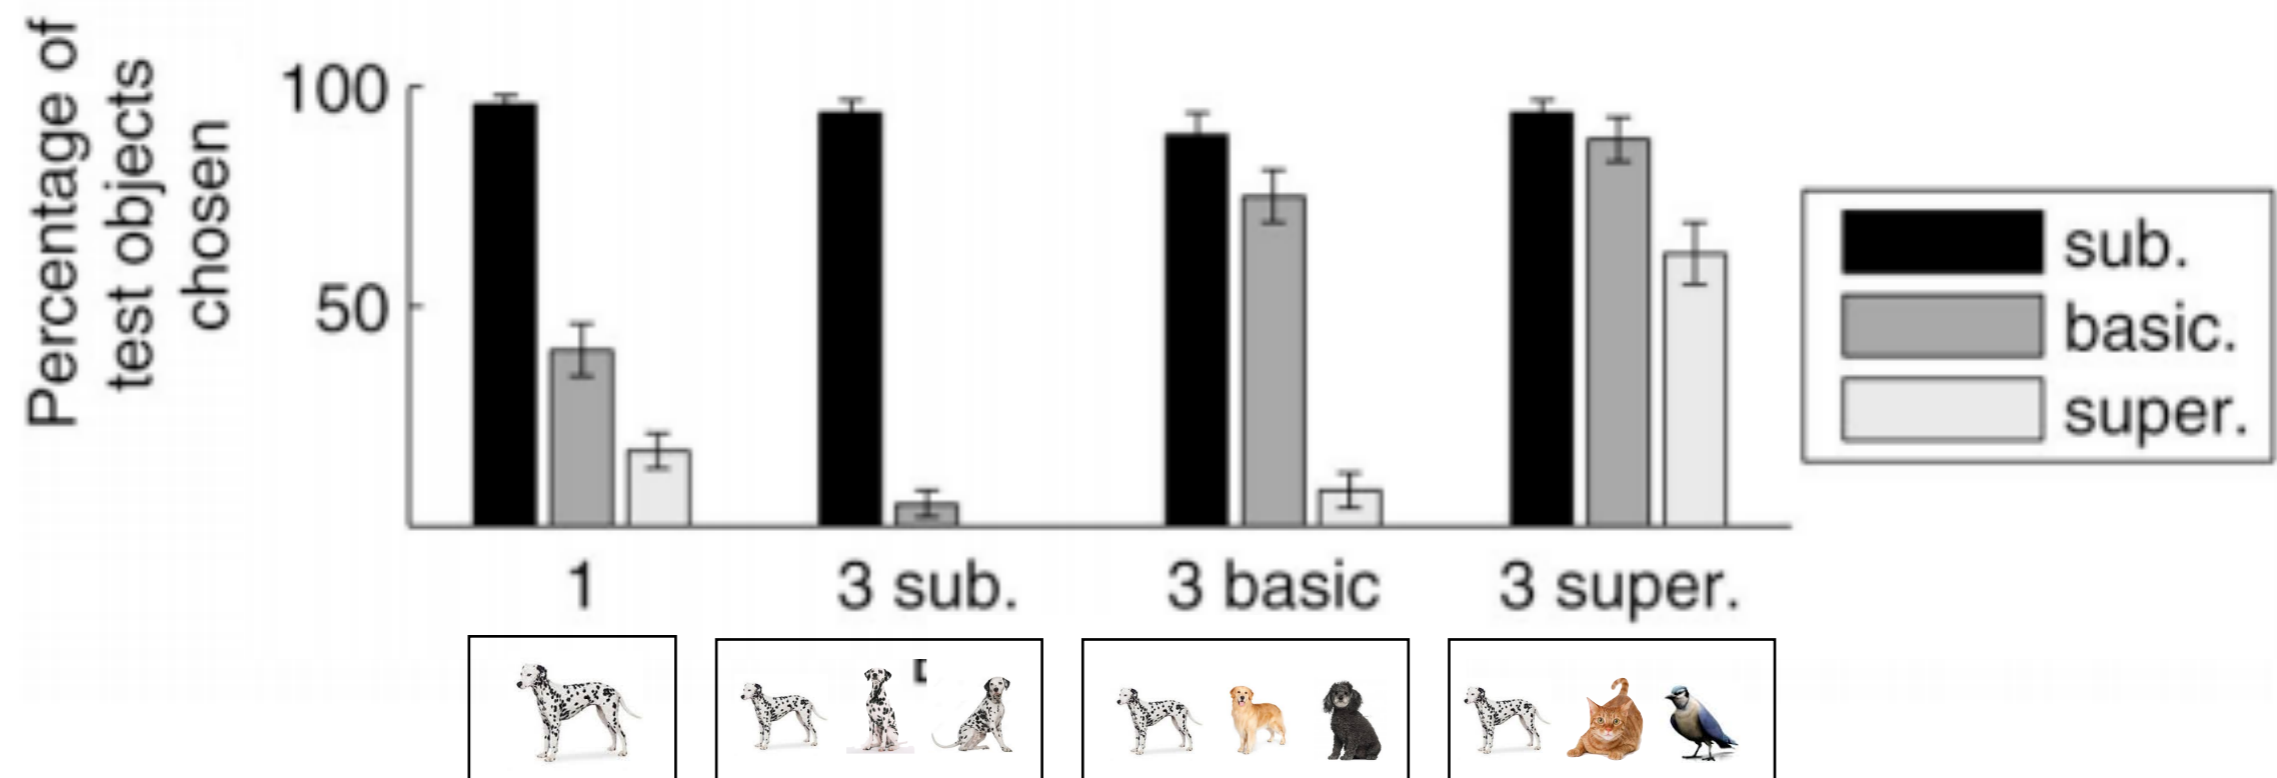 Percentage of
test objects
chosen
100
50
1
3 sub.
3 basic
3 super.
sub.
basic.
super.